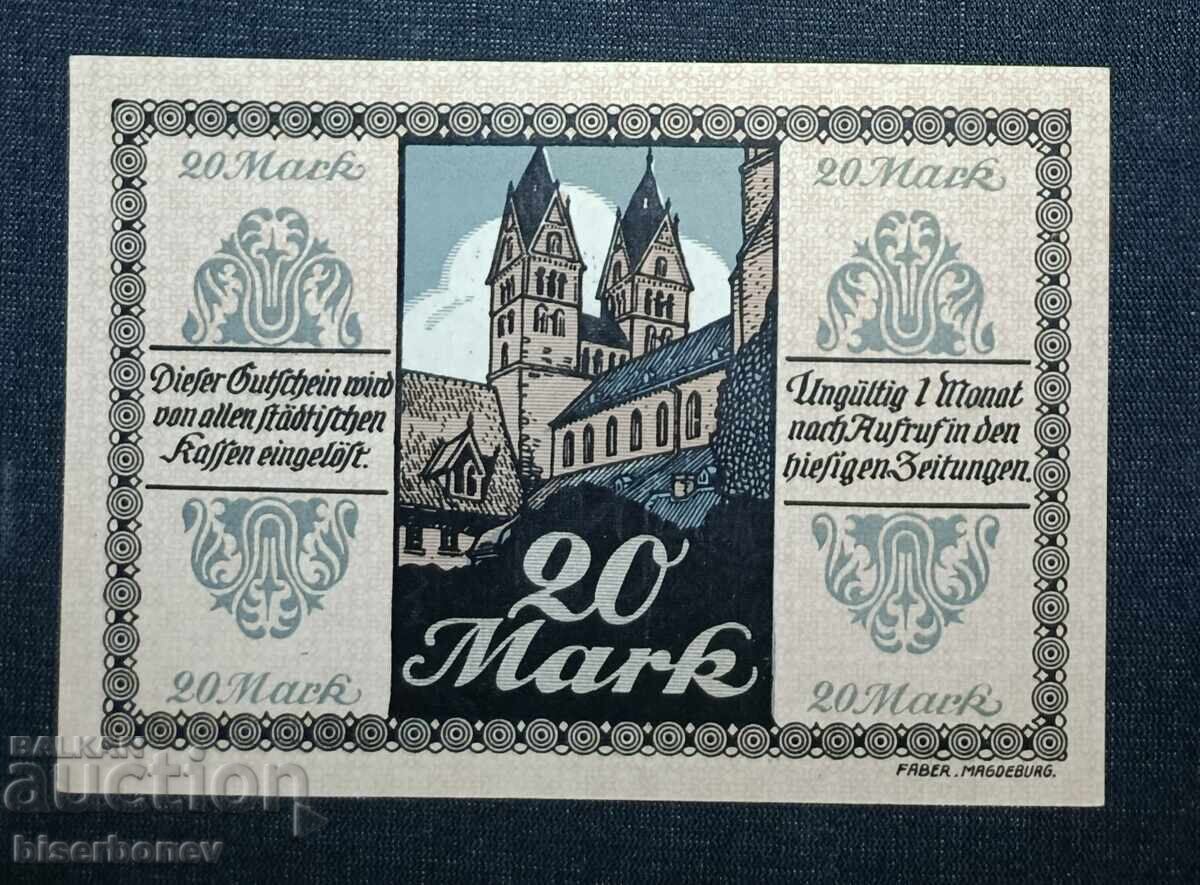 20 Mark
20 Mark
Dieser Gutschein wird
von allen städtischen
Kassen eingelöst.
Ungültig 1 Monat
nach Aufruf in den
hiesigen Zeitungen.
20
Mark
20 Mark
20 Mark
FABER. MAGDEBURG.
BALKAN
auction
biserbonev